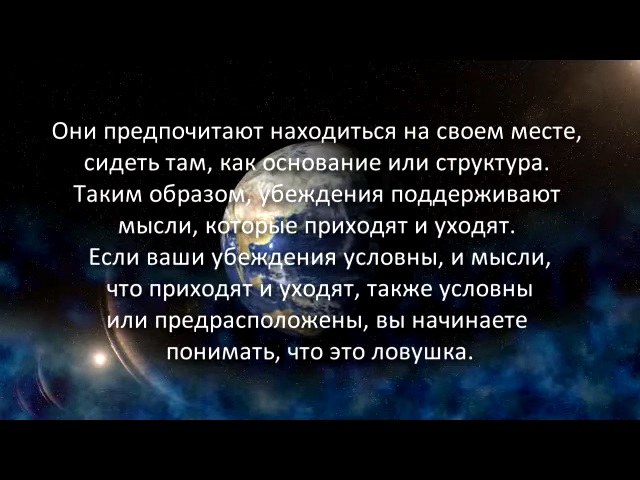 Они предпочитают находиться на своем месте,
сидеть там, как основание или структура.
Таким образом, убеждения поддерживают
мысли, которые приходят и уходят.
Если ваши убеждения условны, и мысли,
что приходят и уходят, также условны
или предрасположены, вы начинаете
понимать, что это ловушка.